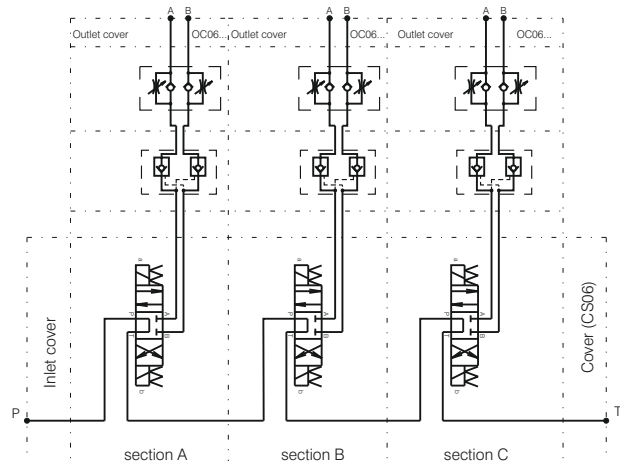 A B A B A B
Outlet cover OC06... Outlet cover OC06... Outlet cover OC06...
a a a
P A P A P A
T B T B T B
b b b
Inlet cover
Cover (CS06)
P T
section A section B section C